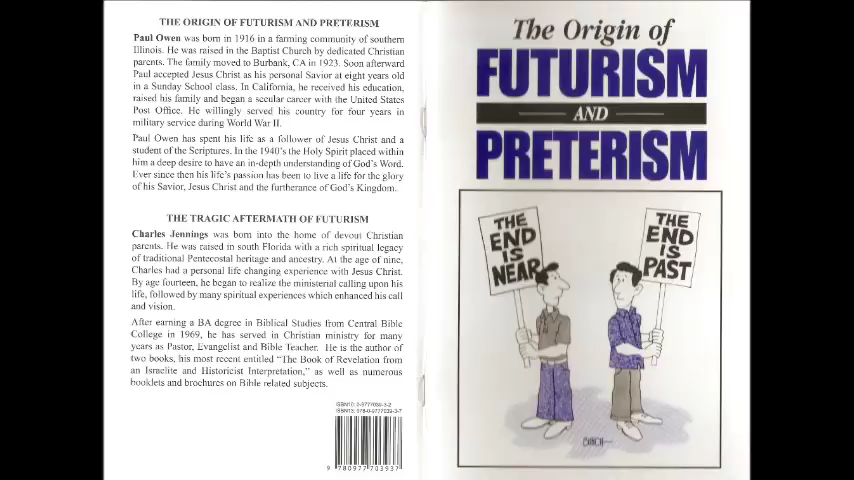 THE ORIGIN OF FUTURISM AND PRETERISM
Paul Owen was born in 1916 in a farming community of southern
Illinois. He was raised in the Baptist Church by dedicated Christian
parents. The family moved to Burbank, CA in 1923. Soon afterward
Paul accepted Jesus Christ as his personal Savior at eight years old
in a Sunday School class. In California, he received his education,
raised his family and began a secular career with the United States
Post Office. He willingly served his country for four years in
military service during World War II.
Paul Owen has spent his life as a follower of Jesus Christ and a
student of the Scriptures. In the 1940's the Holy Spirit placed within
him a deep desire to have an in-depth understanding of God's Word.
Ever since then his life's passion has been to live a life for the glory
of his Savior, Jesus Christ and the furtherance of God's Kingdom.
THE TRAGIC AFTERMATH OF FUTURISM
Charles Jennings was born into the home of devout Christian
parents. He was raised in south Florida with a rich spiritual legacy
of traditional Pentecostal heritage and ancestry. At the age of nine,
Charles had a personal life changing experience with Jesus Christ.
By age fourteen, he began to realize the ministerial calling upon his
life, followed by many spiritual experiences which enhanced his call
and vision.
After earning a BA degree in Biblical Studies from Central Bible
College in 1969, he has served in Christian ministry for many
years as Pastor, Evangelist and Bible Teacher. He is the author of
two books, his most recent entitled "The Book of Revelation from
an Israelite and Historicist Interpretation," as well as numerous
booklets and brochures on Bible related subjects.
9 780977 703937
The Origin of
FUTURISM
AND
PRETERISM
THE
END
IS
NEAR
THE
END
IS
PAST